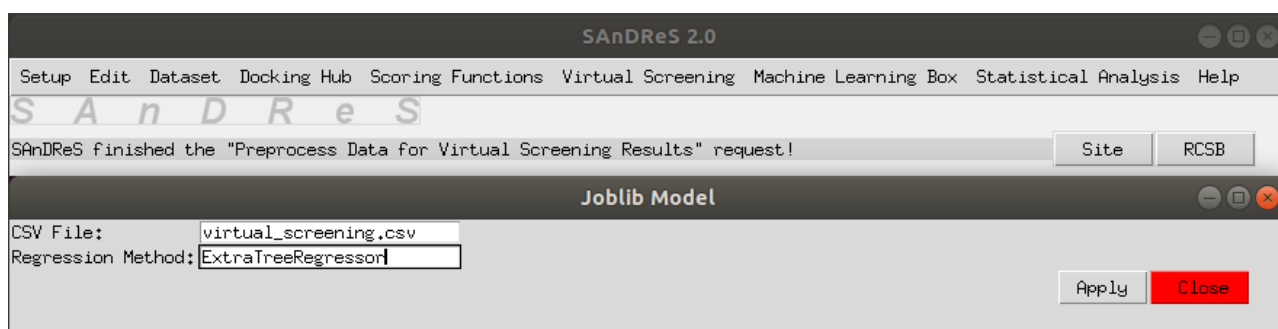 SAnDReS 2.0
Setup Edit Dataset Docking Hub Scoring Functions Virtual Screening Machine Learning Box Statistical Analysis Help
S A n D R e S
SAnDReS finished the "Preprocess Data for Virtual Screening Results" request! Site RCSB
Joblib Model
CSV File: virtual_screening.csv
Regression Method: ExtraTreeRegressor
Apply Close